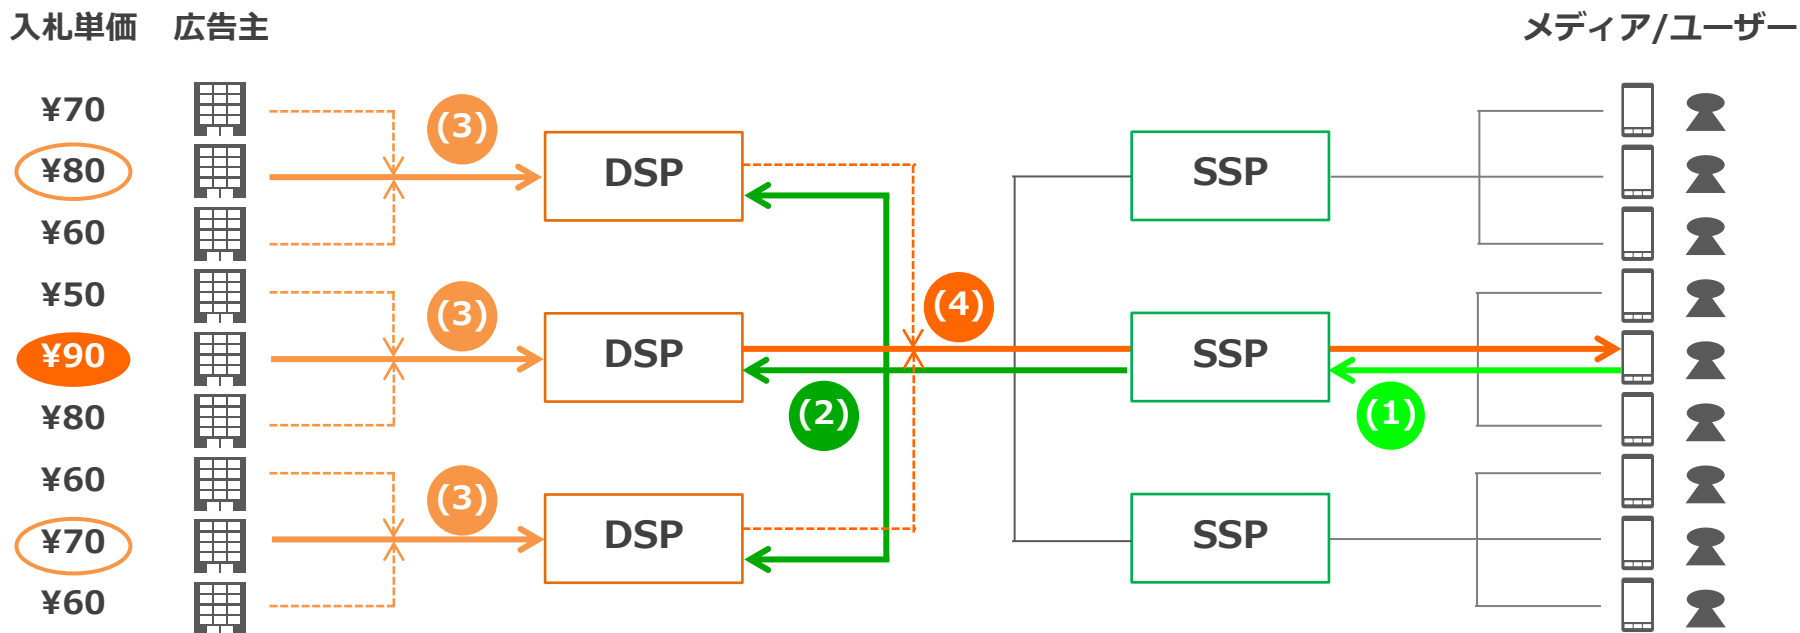 入札単価 広告主 メディア/ユーザー
¥70
(3)
¥80 DSP SSP
¥60
¥50
(3) (4)
¥90 DSP SSP
(2) (1)
¥80
¥60
(3)
¥70 DSP SSP
¥60